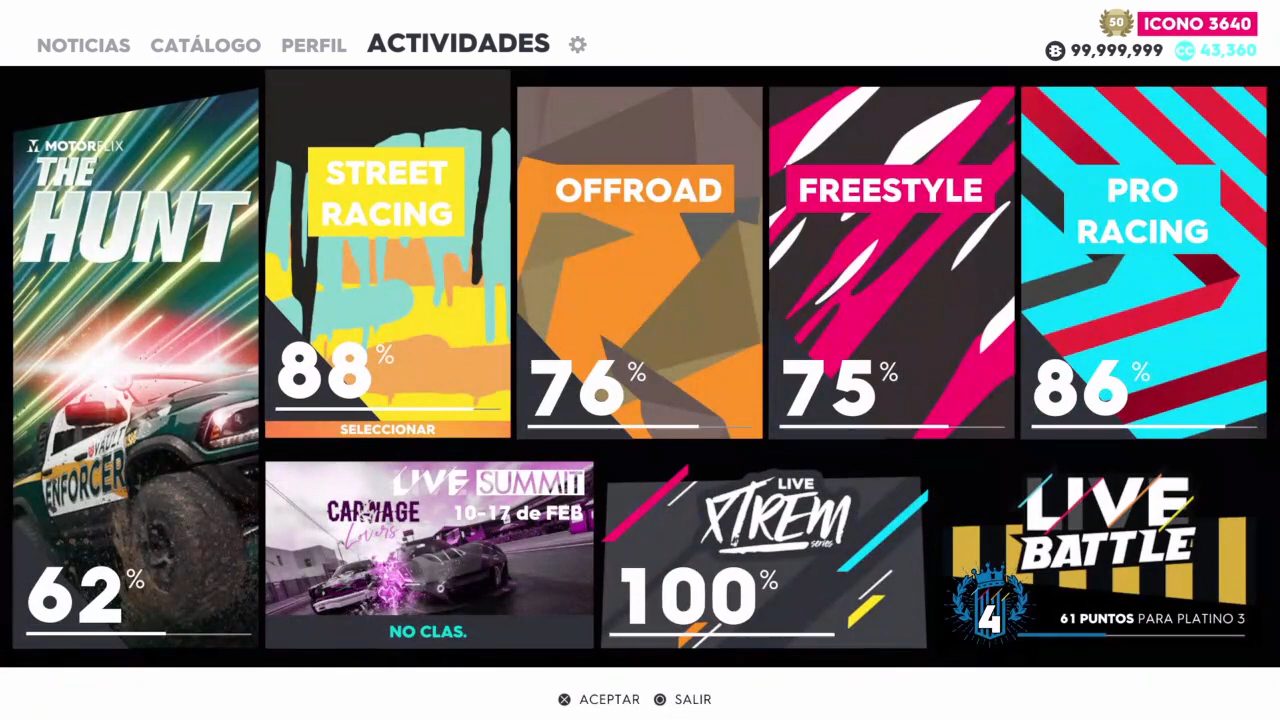 NOTICIAS CATÁLOGO PERFIL ACTIVIDADES
50 ICONO 3640
99,999,999 CC 43,360
MOTORFLIX
THE
HUNT
VAULT
ENFORCER
62%
STREET
RACING
88%
SELECCIONAR
OFFROAD
76%
FREESTYLE
75%
PRO
RACING
86%
LIVE SUMMIT
CARNAGE
Lovers
10-17 de FEB
NO CLAS.
LIVE
XTREM
series
100%
LIVE
BATTLE
4
61 PUNTOS PARA PLATINO 3
ACEPTAR SALIR